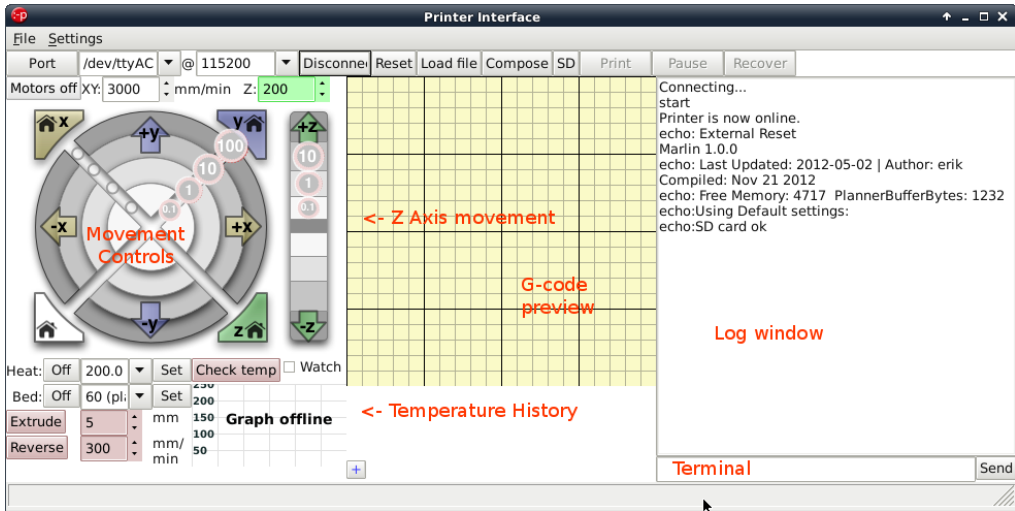 Printer Interface
File Settings
Port /dev/ttyAC @ 115200 Disconne Reset Load file Compose SD Print Pause Recover
Motors off XY: 3000 mm/min Z: 200
x +y y +z
100
10
1
0.1
10
1
0.1
-x +x
Movement
Controls
-y z -z
<- Z Axis movement
G-code
preview
Connecting...
start
Printer is now online.
echo: External Reset
Marlin 1.0.0
echo: Last Updated: 2012-05-02 | Author: erik
Compiled: Nov 21 2012
echo: Free Memory: 4717 PlannerBufferBytes: 1232
echo:Using Default settings:
echo:SD card ok
Log window
Heat: Off 200.0 Set Check temp Watch
Bed: Off 60 (pla Set
Extrude 5 mm
Reverse 300 mm/
min
250
200
150
100
50
Graph offline
<- Temperature History
+
Terminal Send